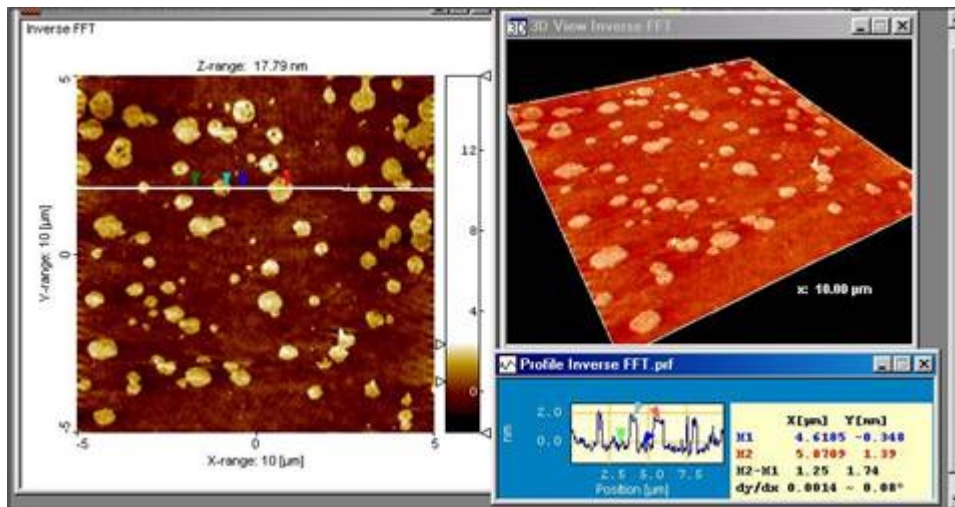 Inverse FFT
Z-range: 17.79 nm
5
0
-5
Y-range: 10 [µm]
-5
0
5
X-range: 10 [µm]
12
8
4
0
3D
3D View Inverse FFT
x: 10.00 µm
Profile Inverse FFT.prf
nm
2.0
0.0
2.5 5.0 7.5
Position [µm]
X[µm] Y[nm]
M1 4.6185 -0.348
M2 5.8709 1.39
M2-M1 1.25 1.74
dy/dx 0.0014 ~ 0.08°